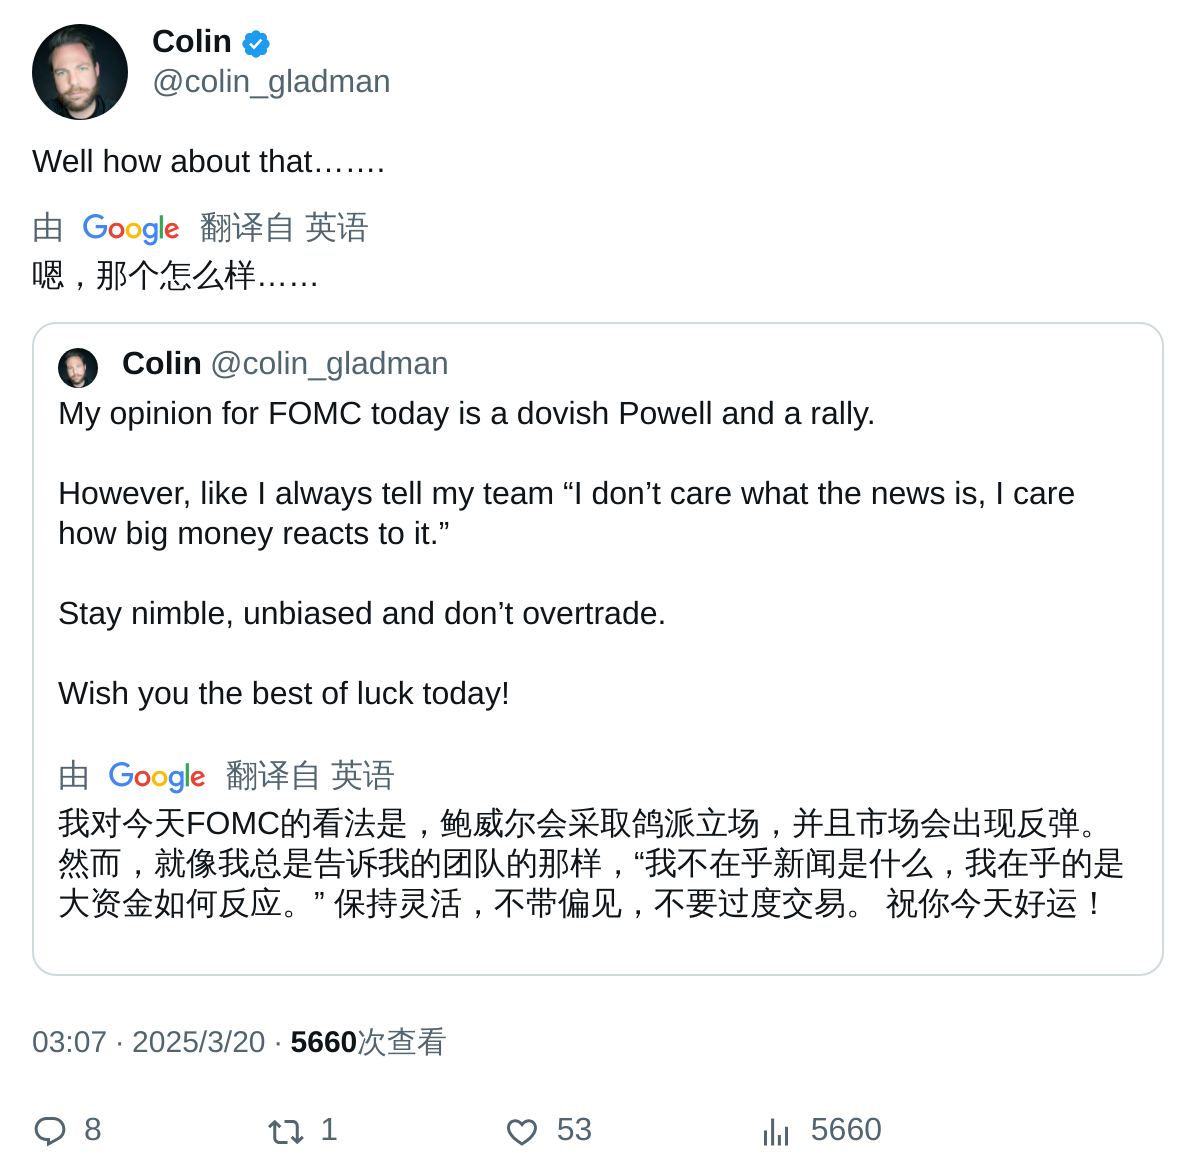 Colin
@colin_gladman
Well how about that…….
由 Google 翻译自 英语
嗯，那个怎么样……
Colin @colin_gladman
My opinion for FOMC today is a dovish Powell and a rally.
However, like I always tell my team “I don’t care what the news is, I care
how big money reacts to it.”
Stay nimble, unbiased and don’t overtrade.
Wish you the best of luck today!
由 Google 翻译自 英语
我对今天FOMC的看法是，鲍威尔会采取鸽派立场，并且市场会出现反弹。
然而，就像我总是告诉我的团队的那样，“我不在乎新闻是什么，我在乎的是
大资金如何反应。” 保持灵活，不带偏见，不要过度交易。 祝你今天好运！
03:07 · 2025/3/20 · 5660次查看
8 1 53 5660